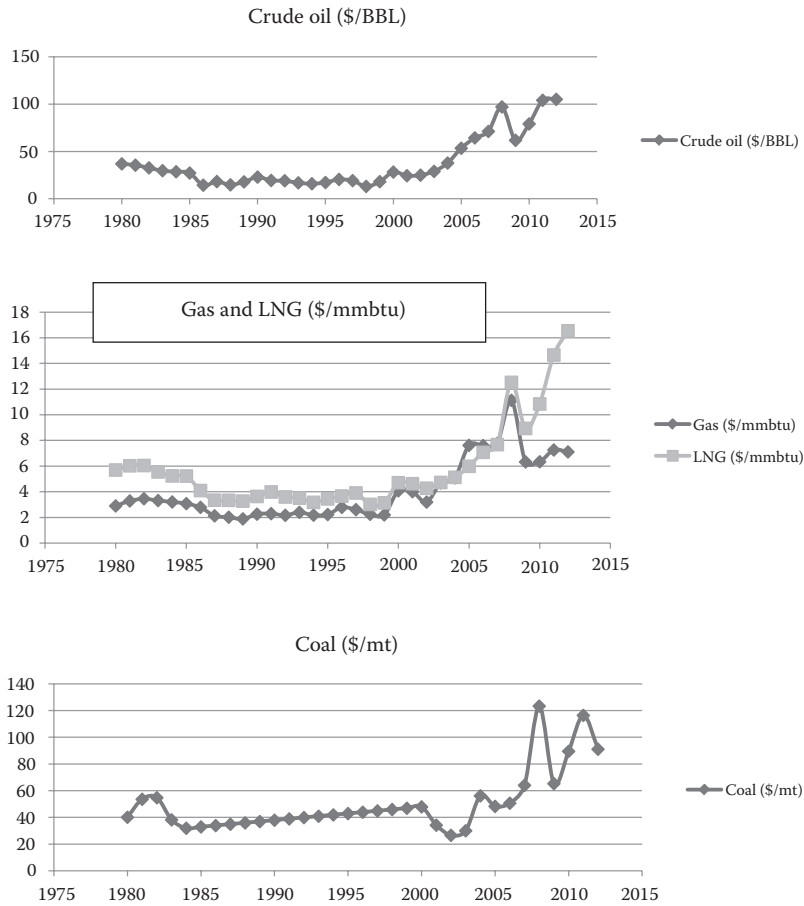 Crude oil ($/BBL)
150
100
50
0
1975 1980 1985 1990 1995 2000 2005 2010 2015
Crude oil ($/BBL)
Gas and LNG ($/mmbtu)
18
16
14
12
10
8
6
4
2
0
1975 1980 1985 1990 1995 2000 2005 2010 2015
Gas ($/mmbtu)
LNG ($/mmbtu)
Coal ($/mt)
140
120
100
80
60
40
20
0
1975 1980 1985 1990 1995 2000 2005 2010 2015
Coal ($/mt)